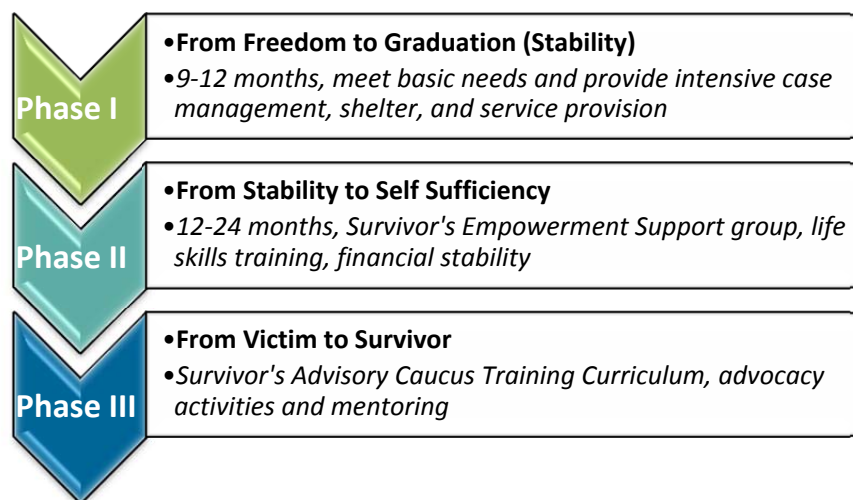 Phase I
•From Freedom to Graduation (Stability)
•9-12 months, meet basic needs and provide intensive case
management, shelter, and service provision
Phase II
•From Stability to Self Sufficiency
•12-24 months, Survivor's Empowerment Support group, life
skills training, financial stability
Phase III
•From Victim to Survivor
•Survivor's Advisory Caucus Training Curriculum, advocacy
activities and mentoring